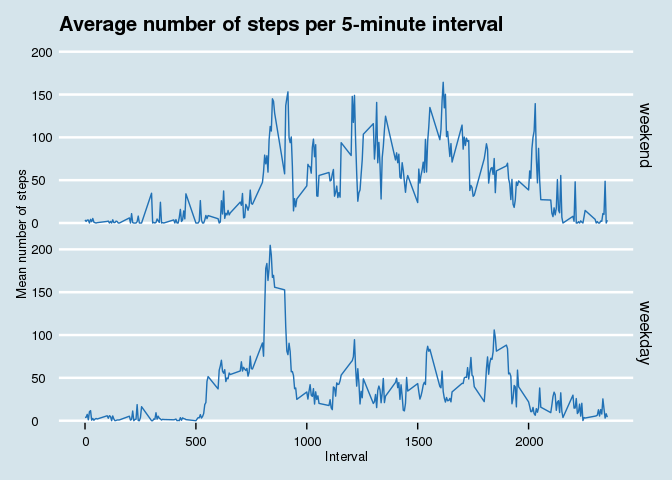 Average number of steps per 5-minute interval
200
150
100
50
0
weekend
Mean number of steps
200
150
100
50
0
weekday
0 500 1000 1500 2000
Interval